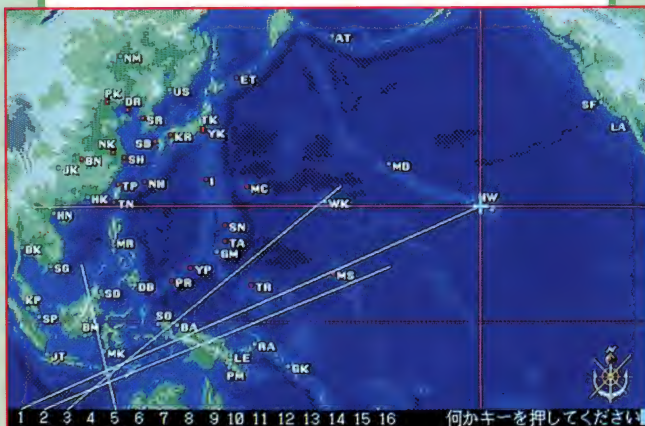 AT
NM
ET
PK
DR
US
SR
TK
SF
YK
KR
LA
SB
NK
BN
SH
MD
JK
TP
NH
I
MC
HK
TN
WK
HW
HN
SN
BK
MR
TA
GM
SG
YP
MS
PR
TR
DB
SD
KP
SP
BM
SO
BA
RA
JT
MK
LE
GK
PM
N
1 2 3 4 5 6 7 8 9 10 11 12 13 14 15 16 何かキーを押してください